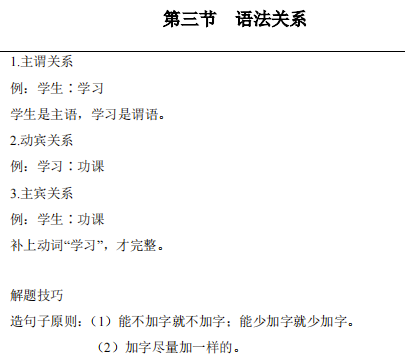 第三节 语法关系
1.主谓关系
例：学生∶学习
学生是主语，学习是谓语。
2.动宾关系
例：学习∶功课
3.主宾关系
例：学生∶功课
补上动词“学习”，才完整。
解题技巧
造句子原则：（1）能不加字就不加字；能少加字就少加字。
（2）加字尽量加一样的。